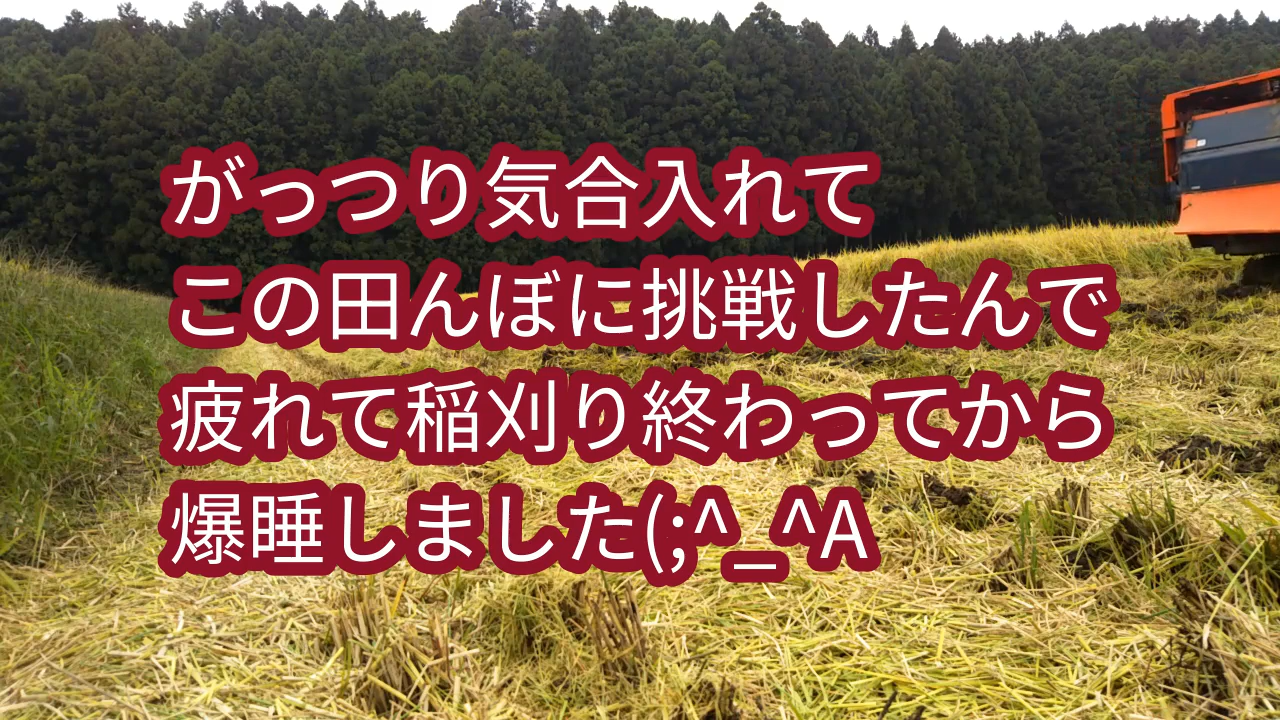 がっつり気合入れて
この田んぼに挑戦したんで
疲れて稲刈り終わってから
爆睡しました(;^_^A